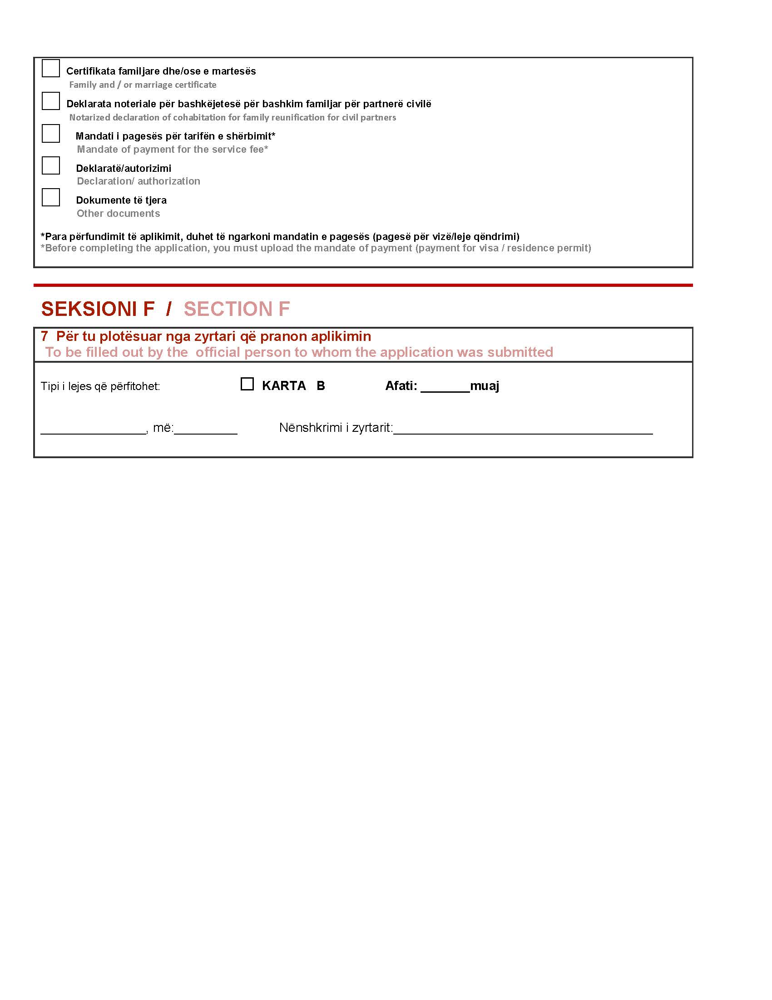 Certifikata familjare dhe/ose e martesës
Family and / or marriage certificate
Deklarata noteriale për bashkëjetesë për bashkim familjar për partnerë civilë
Notarized declaration of cohabitation for family reunification for civil partners
Mandati i pagesës për tarifën e shërbimit*
Mandate of payment for the service fee*
Deklaratë/autorizimi
Declaration/ authorization
Dokumente të tjera
Other documents
*Para përfundimit të aplikimit, duhet të ngarkoni mandatin e pagesës (pagesë për vizë/leje qëndrimi)
*Before completing the application, you must upload the mandate of payment (payment for visa / residence permit)
SEKSIONI F / SECTION F
7 Për tu plotësuar nga zyrtari që pranon aplikimin
To be filled out by the official person to whom the application was submitted
Tipi i lejes që përfitohet: KARTA B Afati: _______muaj
_______________, më:_________ Nënshkrimi i zyrtarit:_____________________________________